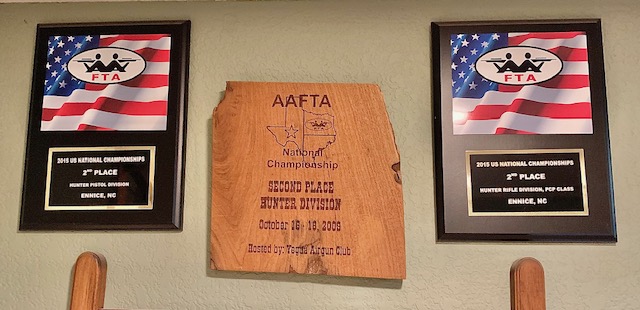 FTA
2015 US NATIONAL CHAMPIONSHIPS
2ND PLACE
HUNTER PISTOL DIVISION
ENNICE, NC
AAFTA
National
Championship
SECOND PLACE
HUNTER DIVISION
October 16 - 18, 2009
Hosted by: Airgun Club
FTA
2015 US NATIONAL CHAMPIONSHIPS
2ND PLACE
HUNTER RIFLE DIVISION, PCP CLASS
ENNICE, NC